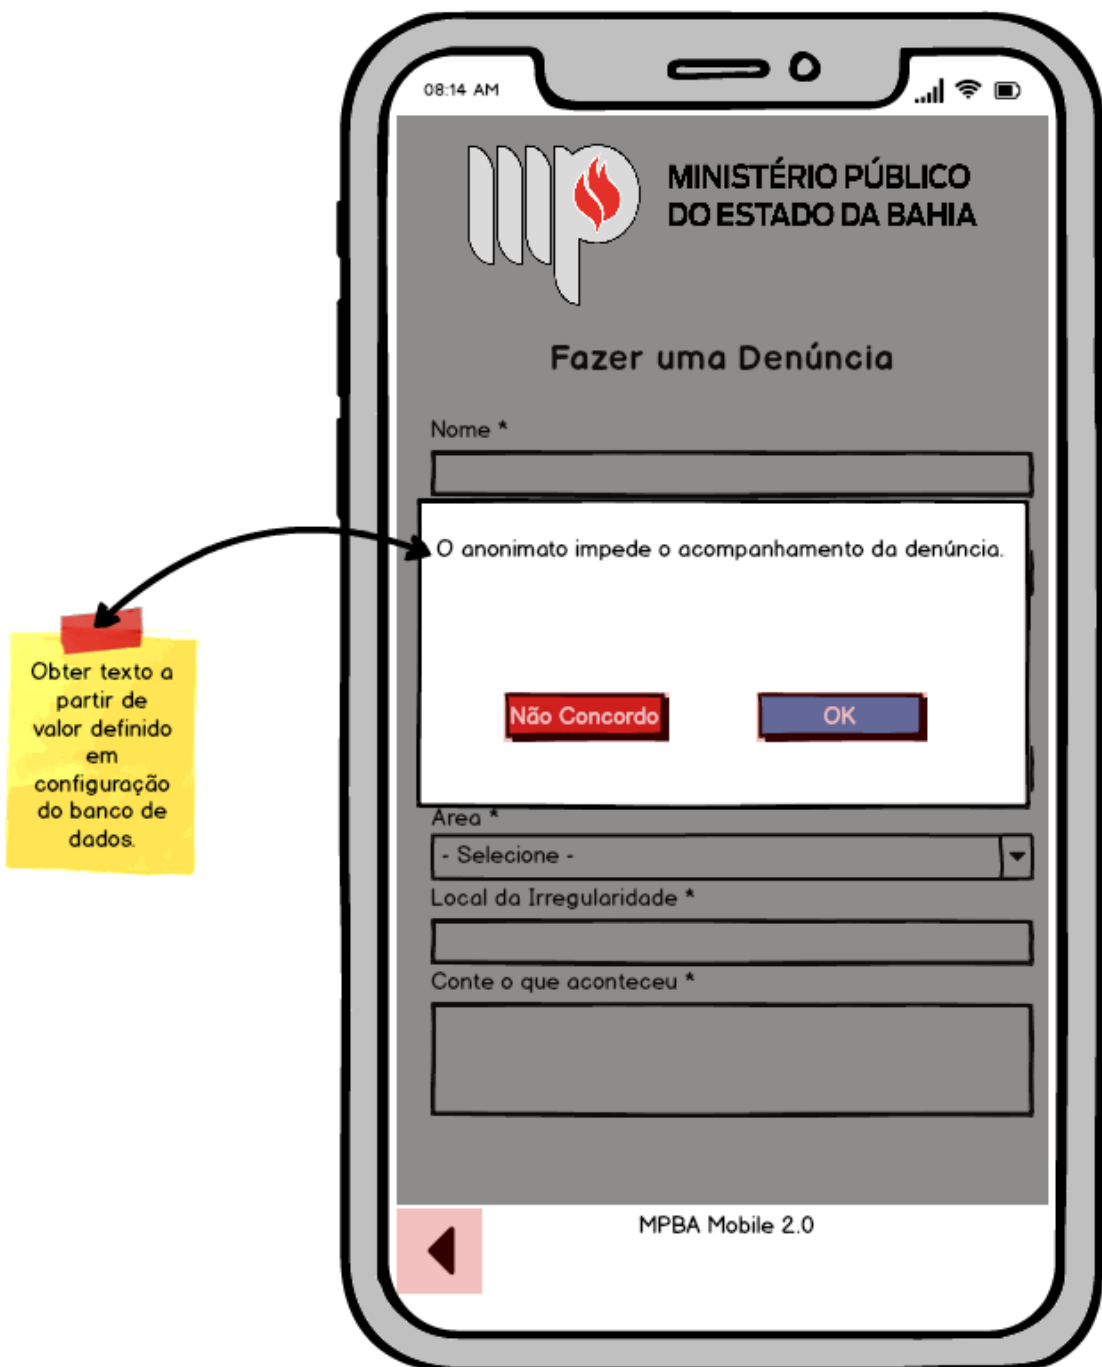 08:14 AM
MINISTÉRIO PÚBLICO
DO ESTADO DA BAHIA
Fazer uma Denúncia
Nome *
O anonimato impede o acompanhamento da denúncia.
Não Concordo
OK
Obter texto a
partir de
valor definido
em
configuração
do banco de
dados.
Área *
- Selecione -
Local da Irregularidade *
Conte o que aconteceu *
MPBA Mobile 2.0